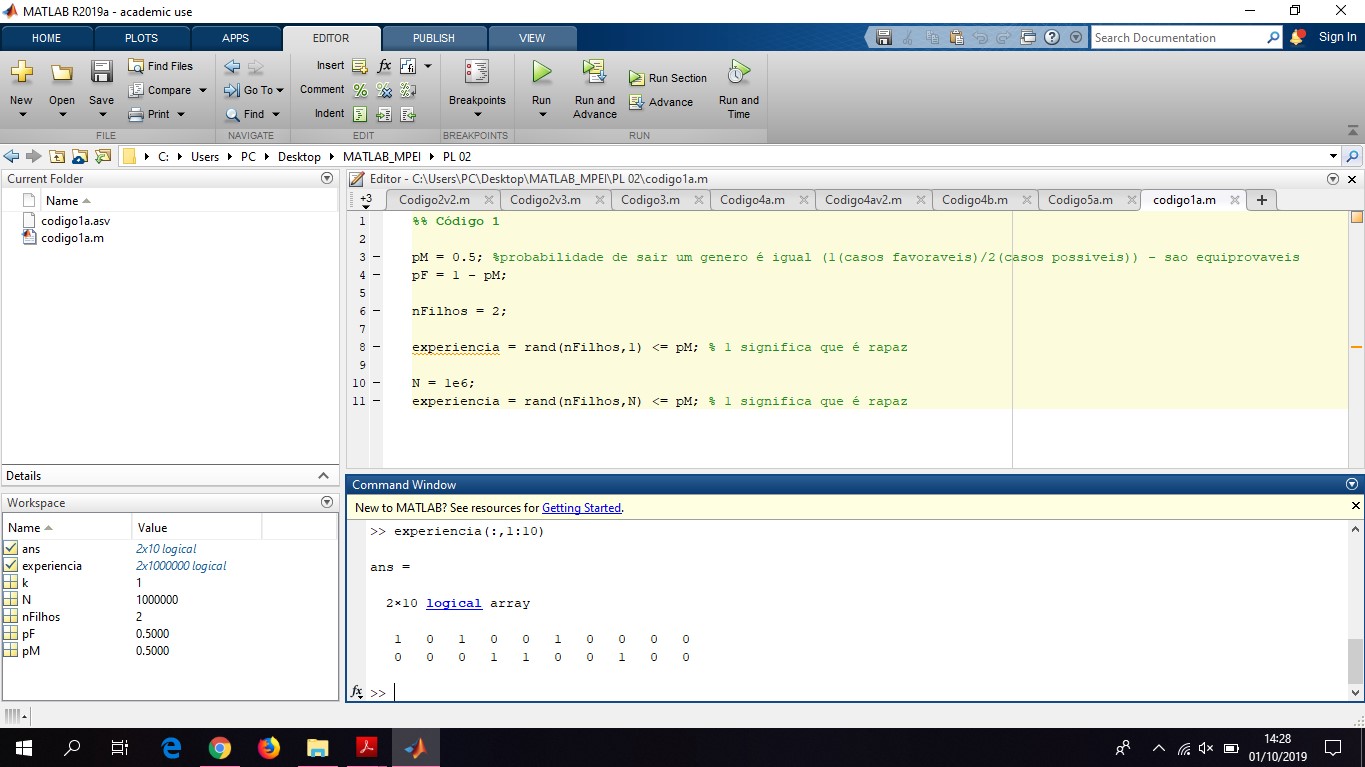 MATLAB R2019a - academic use
HOME PLOTS APPS EDITOR PUBLISH VIEW Search Documentation Sign In
New Open Save Find Files Compare Print Go To Find Insert Comment Indent fx Breakpoints Run Run and Advance Run Section Advance Run and Time
FILE NAVIGATE EDIT BREAKPOINTS RUN
C: Users PC Desktop MATLAB_MPEI PL 02
Current Folder
Name
codigo1a.asv
codigo1a.m
Details
Workspace
Name Value
ans 2x10 logical
experiencia 2x1000000 logical
k 1
N 1000000
nFilhos 2
pF 0.5000
pM 0.5000
Editor - C:\Users\PC\Desktop\MATLAB_MPEI\PL 02\codigo1a.m
+3 Codigo2v2.m Codigo2v3.m Codigo3.m Codigo4a.m Codigo4av2.m Codigo4b.m Codigo5a.m codigo1a.m
1 %% Código 1
2
3 pM = 0.5; %probabilidade de sair um genero é igual (1(casos favoraveis)/2(casos possiveis)) - sao equiprovaveis
4 pF = 1 - pM;
5
6 nFilhos = 2;
7
8 experiencia = rand(nFilhos,1) <= pM; % 1 significa que é rapaz
9
10 N = 1e6;
11 experiencia = rand(nFilhos,N) <= pM; % 1 significa que é rapaz
Command Window
New to MATLAB? See resources for Getting Started.
>> experiencia(:,1:10)
ans =
2×10 logical array
1 0 1 0 0 1 0 0 0 0
0 0 0 1 1 0 0 1 0 0
fx >>
14:28
01/10/2019